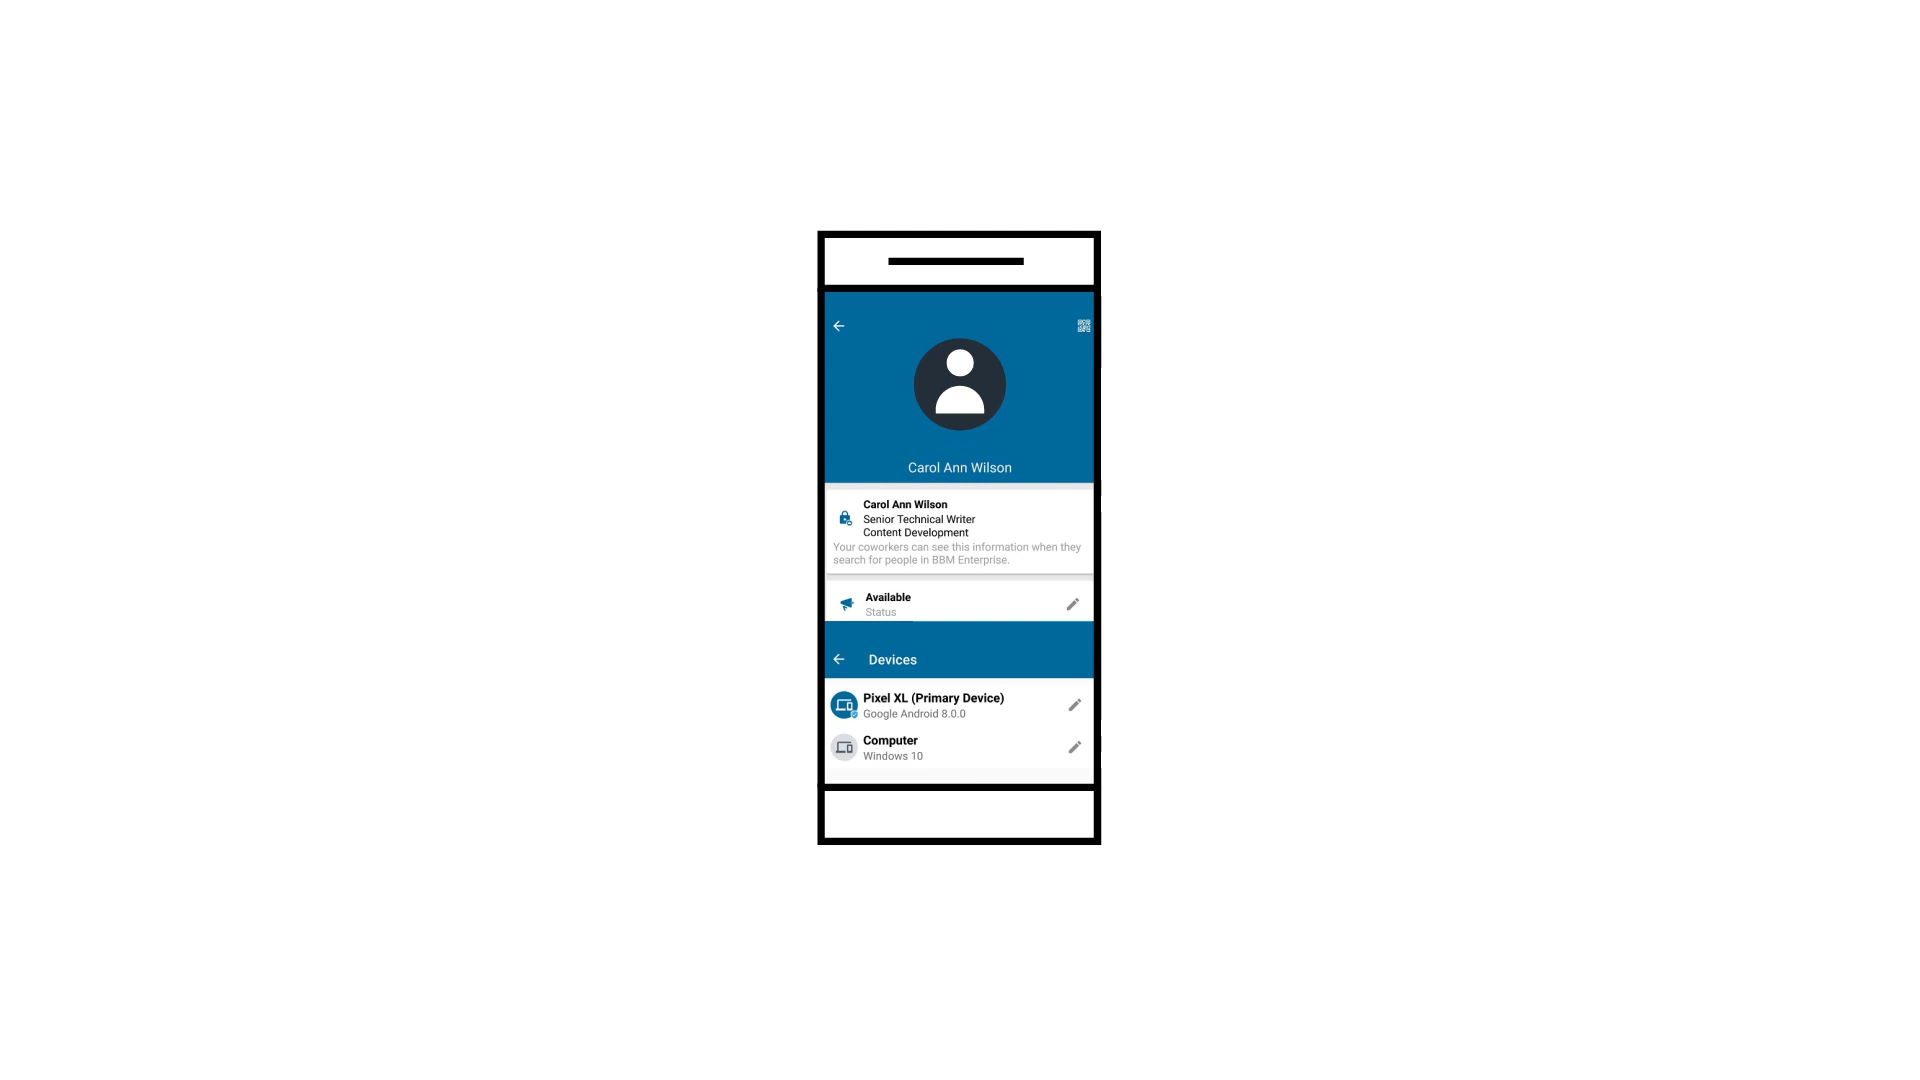 Carol Ann Wilson
Carol Ann Wilson
Senior Technical Writer
Content Development
Your coworkers can see this information when they
search for people in BBM Enterprise.
Available
Status
Devices
Pixel XL (Primary Device)
Google Android 8.0.0
Computer
Windows 10